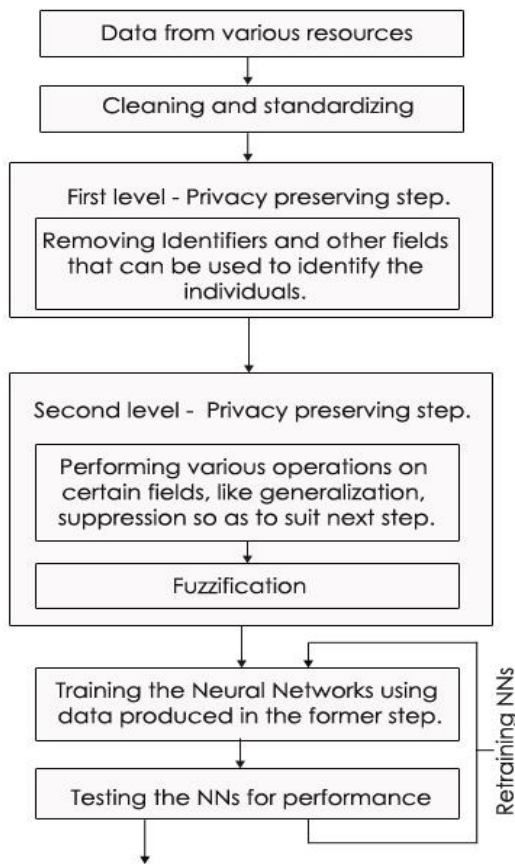 Data from various resources
Cleaning and standardizing
First level - Privacy preserving step.
Removing Identifiers and other fields
that can be used to identify the
individuals.
Second level -  Privacy preserving step.
Performing various operations on
certain fields, like generalization,
suppression so as to suit next step.
Fuzzification
Training the Neural Networks using
data produced in the former step.
Retraining NNs
Testing the NNs for performance